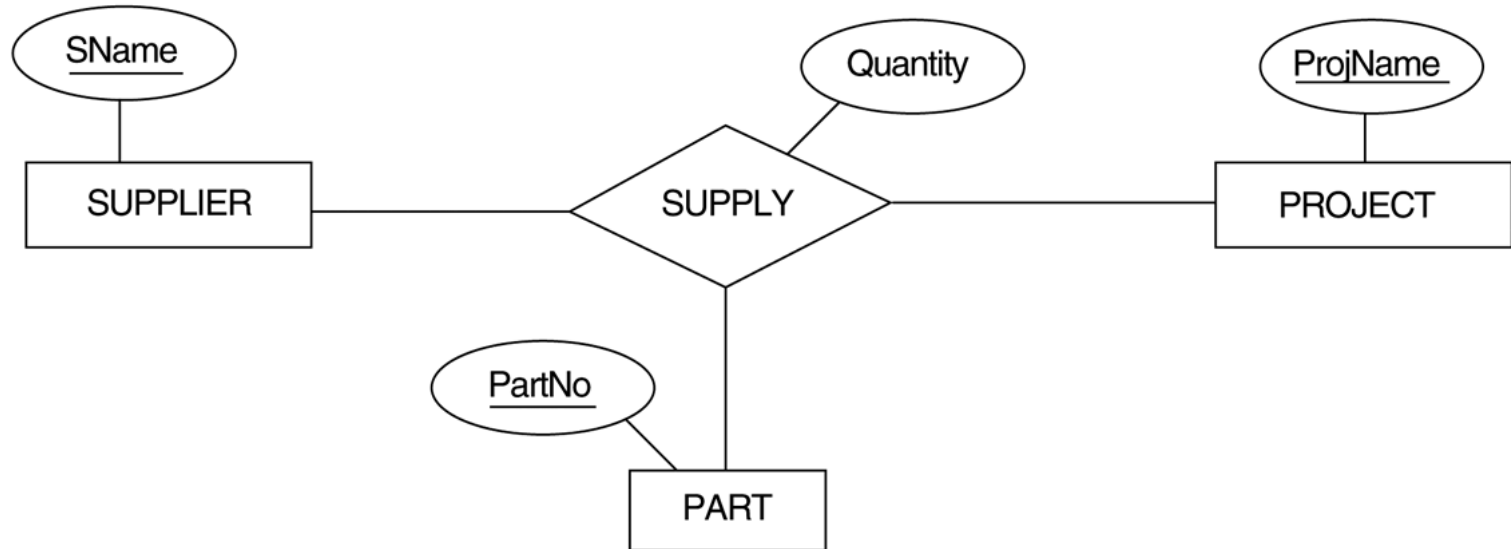 SName
Quantity
ProjName
SUPPLIER
SUPPLY
PROJECT
PartNo
PART